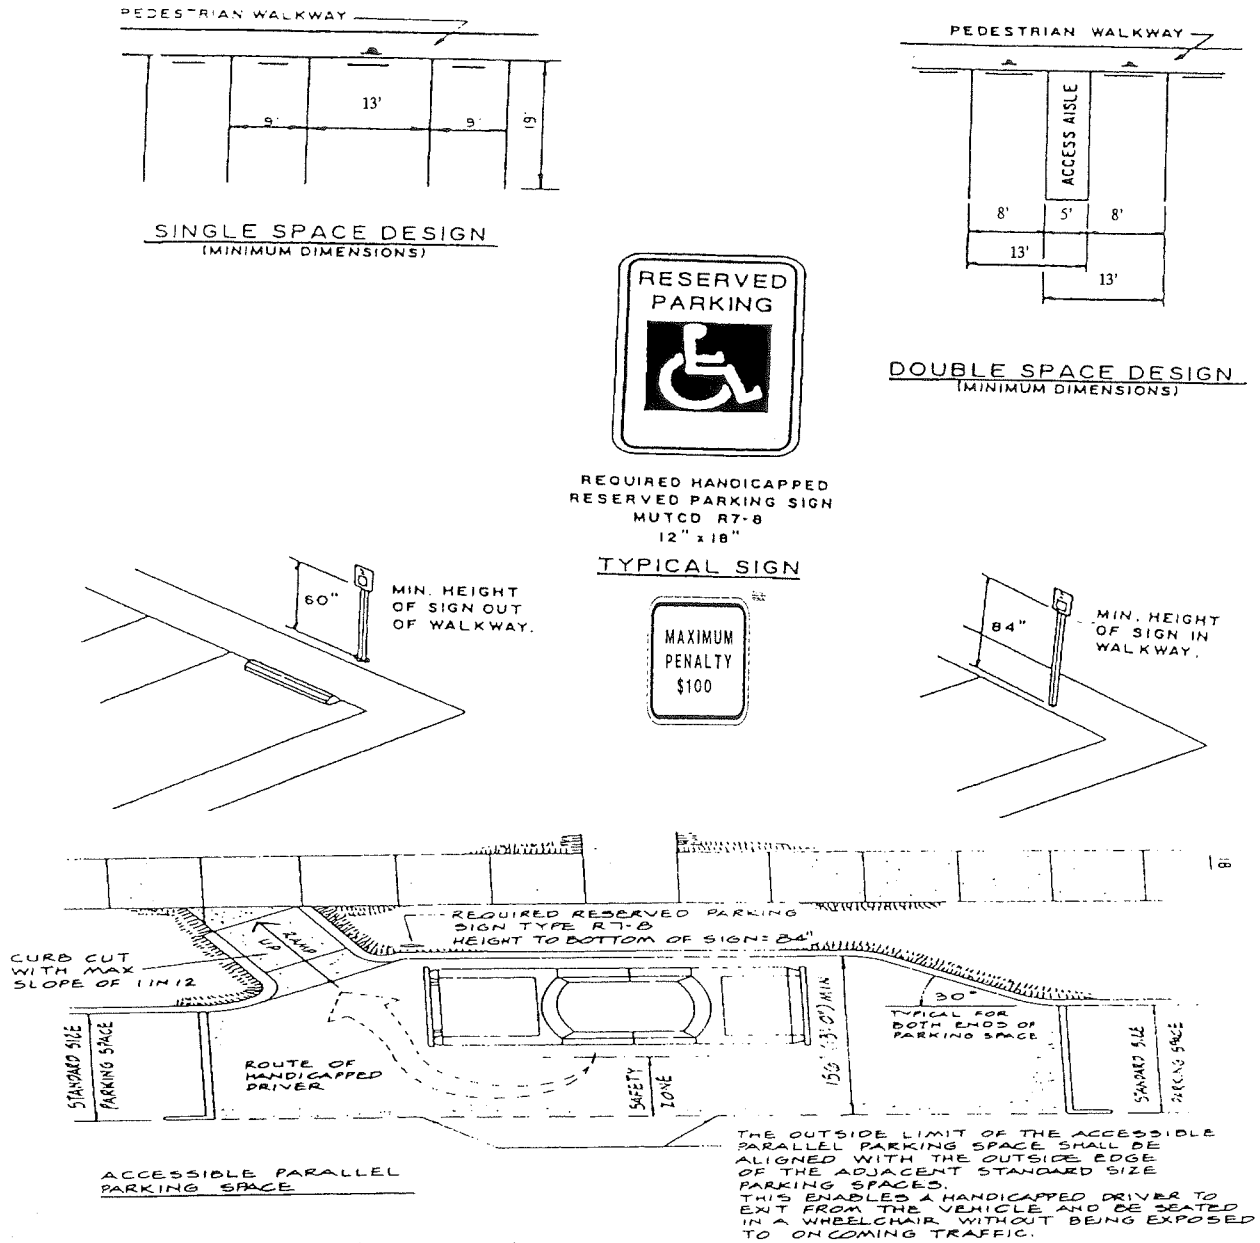 PEDESTRIAN WALKWAY
13'
9'
9'
19'
SINGLE SPACE DESIGN
(MINIMUM DIMENSIONS)
PEDESTRIAN WALKWAY
ACCESS AISLE
8'
5'
8'
13'
13'
DOUBLE SPACE DESIGN
(MINIMUM DIMENSIONS)
RESERVED
PARKING
REQUIRED HANDICAPPED
RESERVED PARKING SIGN
MUTCD R7-8
12" x 18"
TYPICAL SIGN
60"
MIN. HEIGHT
OF SIGN OUT
OF WALKWAY.
MAXIMUM
PENALTY
$100
84"
MIN. HEIGHT
OF SIGN IN
WALKWAY.
18
REQUIRED RESERVED PARKING
SIGN TYPE R7-8
HEIGHT TO BOTTOM OF SIGN = 84"
UP
RAMP
CURB CUT
WITH MAX
SLOPE OF 1 IN 12
30°
TYPICAL FOR
BOTH ENDS OF
PARKING SPACE
STANDARD SIZE
PARKING SPACE
ROUTE OF
HANDICAPPED
DRIVER
SAFETY
ZONE
MIN
STANDARD SIZE
PARKING SPACE
ACCESSIBLE PARALLEL
PARKING SPACE
THE OUTSIDE LIMIT OF THE ACCESSIBLE
PARALLEL PARKING SPACE SHALL BE
ALIGNED WITH THE OUTSIDE EDGE
OF THE ADJACENT STANDARD SIZE
PARKING SPACES.
THIS ENABLES A HANDICAPPED DRIVER TO
EXIT FROM THE VEHICLE AND BE SEATED
IN A WHEELCHAIR WITHOUT BEING EXPOSED
TO ONCOMING TRAFFIC.